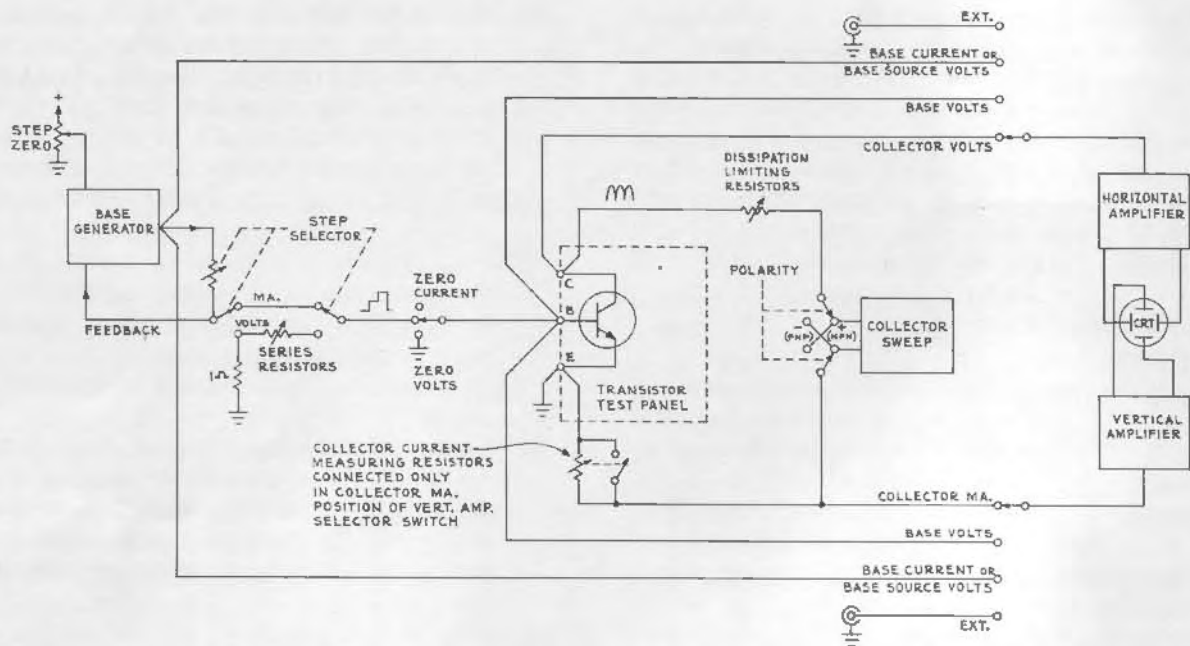 EXT.
BASE CURRENT OR
BASE SOURCE VOLTS
BASE VOLTS
COLLECTOR VOLTS
+
STEP
ZERO
DISSIPATION
LIMITING
RESISTORS
BASE
GENERATOR
STEP
SELECTOR
HORIZONTAL
AMPLIFIER
C
POLARITY
ZERO
CURRENT
MA.
B
FEEDBACK
VOLTS
SERIES
RESISTORS
-
+
(PNP)
(NPN)
COLLECTOR
SWEEP
CRT
E
ZERO
VOLTS
TRANSISTOR
TEST PANEL
VERTICAL
AMPLIFIER
COLLECTOR CURRENT
MEASURING RESISTORS
CONNECTED ONLY
IN COLLECTOR MA.
POSITION OF VERT. AMP.
SELECTOR SWITCH
COLLECTOR MA.
BASE VOLTS
BASE CURRENT OR
BASE SOURCE VOLTS
EXT.